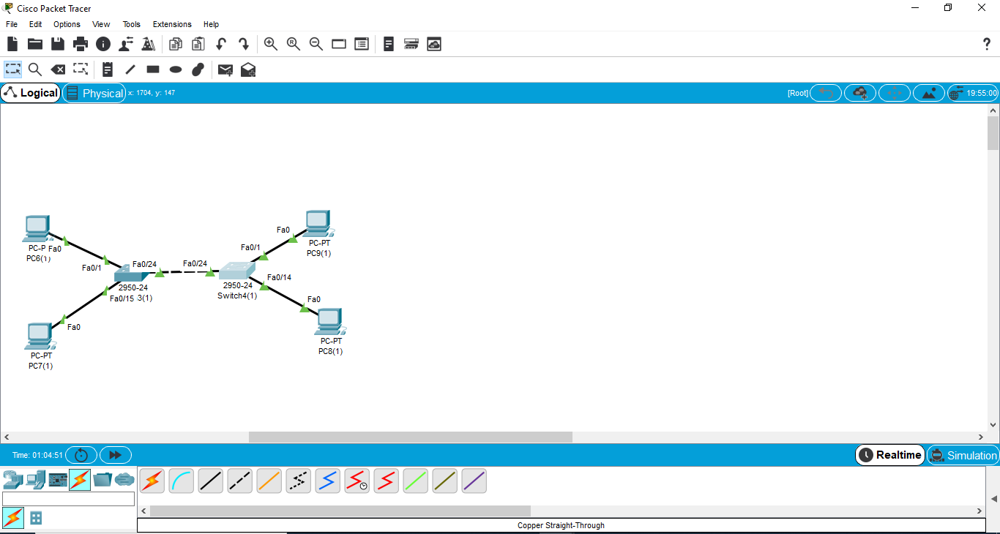 Cisco Packet Tracer
File Edit Options View Tools Extensions Help
?
Logical Physical x: 1704, y: 147 [Root] 19:55:00
Fa0 PC-PT
PC9(1)
Fa0/1
PC-P Fa0
PC6(1)
Fa0/1 Fa0/24 Fa0/24
2950-24
Fa0/15 3(1)
2950-24
Switch4(1)
Fa0/14
Fa0
Fa0
PC-PT
PC7(1)
PC-PT
PC8(1)
Time: 01:04:51 Realtime Simulation
Copper Straight-Through